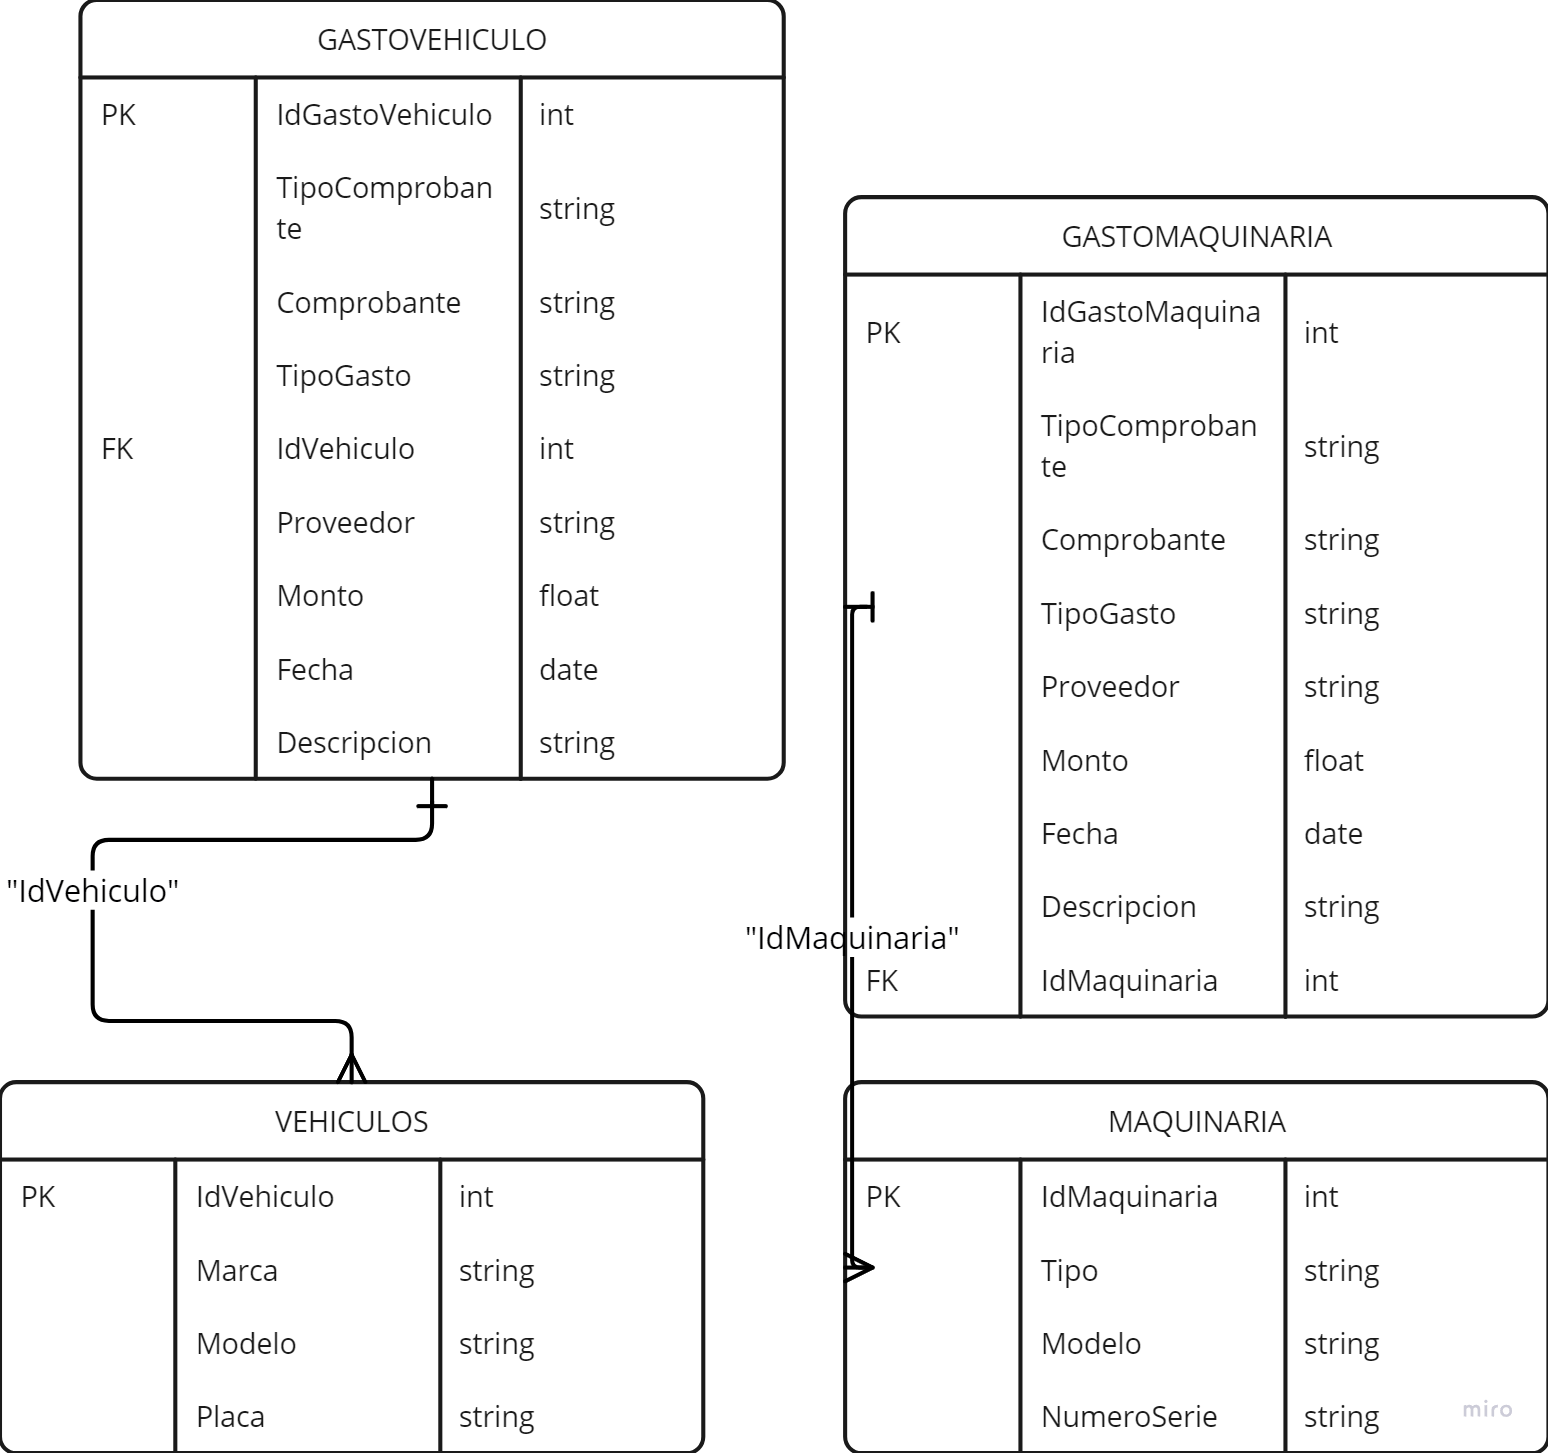 GASTOVEHICULO
PK IdGastoVehiculo int
TipoComproban
te
string
Comprobante string
TipoGasto string
FK IdVehiculo int
Proveedor string
Monto float
Fecha date
Descripcion string
GASTOMAQUINARIA
PK
IdGastoMaquina
ria
int
TipoComproban
te
string
Comprobante string
TipoGasto string
Proveedor string
Monto float
Fecha date
Descripcion string
FK IdMaquinaria int
"IdVehiculo"
"IdMaquinaria"
VEHICULOS
PK IdVehiculo int
Marca string
Modelo string
Placa string
MAQUINARIA
PK IdMaquinaria int
Tipo string
Modelo string
NumeroSerie string
miro